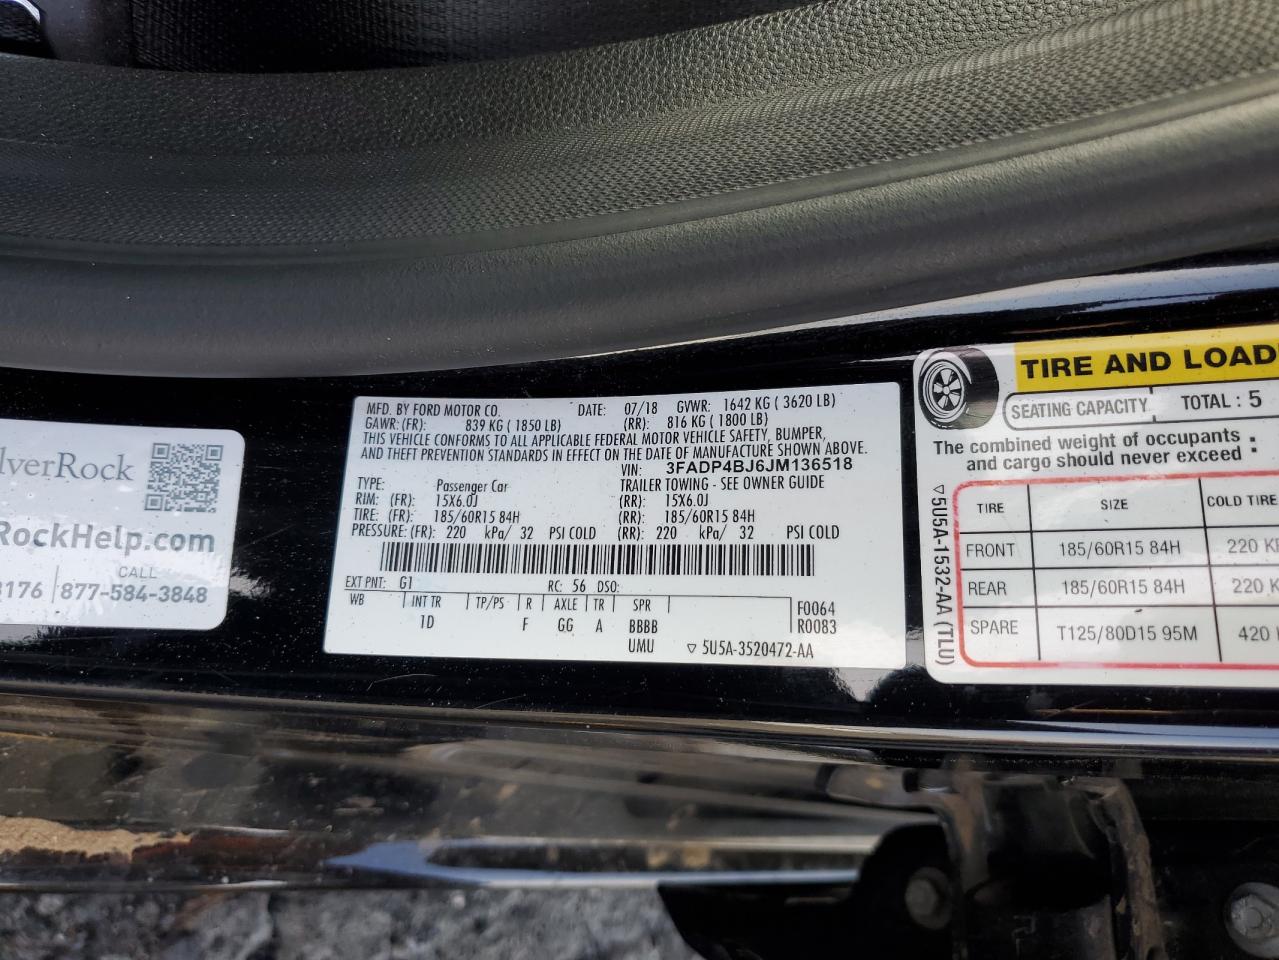 lverRock
RockHelp.com
CALL
3176 | 877-584-3848
MFD. BY FORD MOTOR CO. DATE: 07/18 GVWR: 1642 KG ( 3620 LB)
GAWR: (FR): 839 KG ( 1850 LB) (RR): 816 KG ( 1800 LB)
THIS VEHICLE CONFORMS TO ALL APPLICABLE FEDERAL MOTOR VEHICLE SAFETY, BUMPER,
AND THEFT PREVENTION STANDARDS IN EFFECT ON THE DATE OF MANUFACTURE SHOWN ABOVE.
VIN: 3FADP4BJ6JM136518
TYPE: Passenger Car TRAILER TOWING - SEE OWNER GUIDE
RIM: (FR): 15X6.0J (RR): 15X6.0J
TIRE: (FR): 185/60R15 84H (RR): 185/60R15 84H
PRESSURE: (FR): 220 kPa/ 32 PSI COLD (RR): 220 kPa/ 32 PSI COLD
EXT PNT: G1 RC: 56 DSO:
WB INT TR TP/PS R AXLE TR SPR F0064
1D F GG A BBBB R0083
UMU ▽ 5U5A-3520472-AA
TIRE AND LOADI
SEATING CAPACITY TOTAL : 5
The combined weight of occupants
and cargo should never exceed :
TIRE SIZE COLD TIRE
FRONT 185/60R15 84H 220 KP
REAR 185/60R15 84H 220 K
SPARE T125/80D15 95M 420
▽5U5A-1532-AA (TLU)